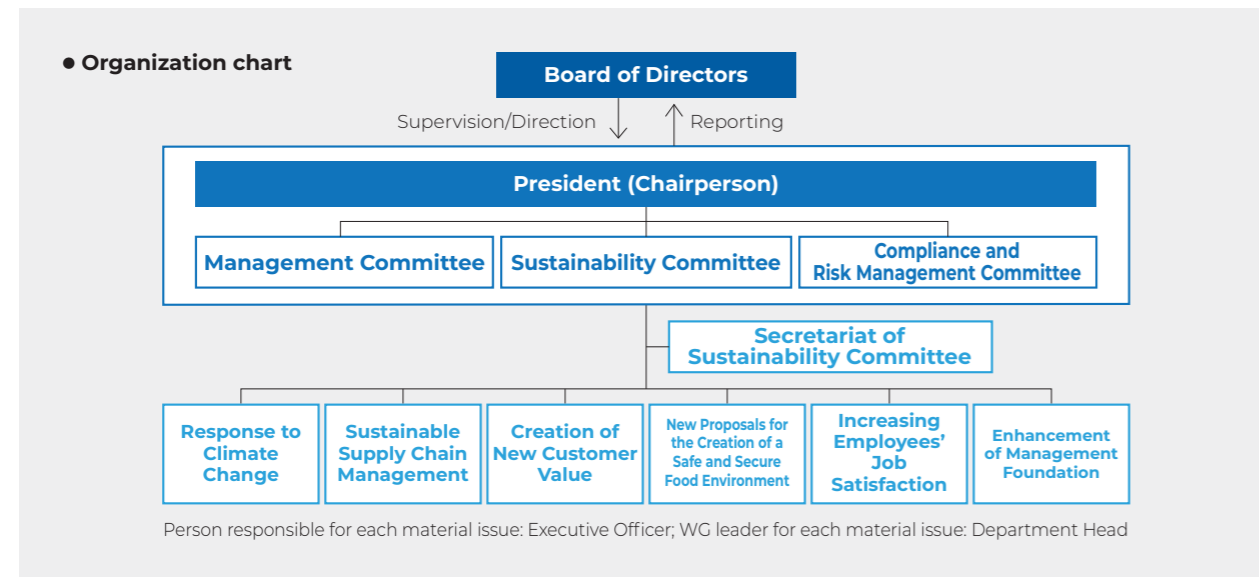 ● Organization chart
Board of Directors
Supervision/Direction
Reporting
President (Chairperson)
Management Committee
Sustainability Committee
Compliance and
Risk Management Committee
Secretariat of
Sustainability Committee
Response to
Climate
Change
Sustainable
Supply Chain
Management
Creation of
New Customer
Value
New Proposals for
the Creation of a
Safe and Secure
Food Environment
Increasing
Employees’
Job
Satisfaction
Enhancement
of Management
Foundation
Person responsible for each material issue: Executive Officer; WG leader for each material issue: Department Head